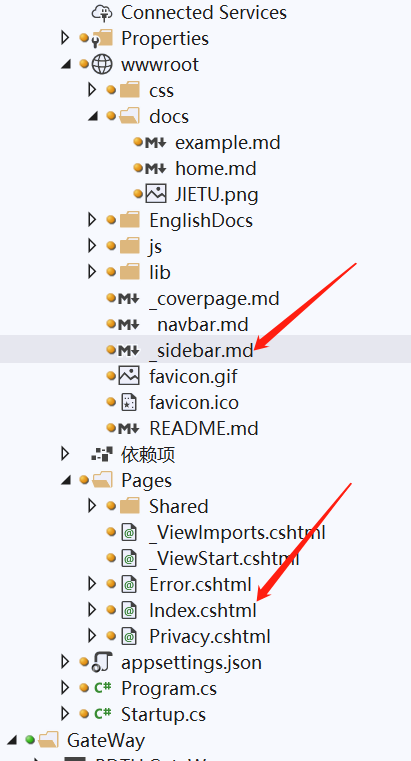 Connected Services
Properties
wwwroot
css
docs
example.md
home.md
JIETU.png
EnglishDocs
js
lib
_coverpage.md
_navbar.md
_sidebar.md
favicon.gif
favicon.ico
README.md
依赖项
Pages
Shared
_ViewImports.cshtml
_ViewStart.cshtml
Error.cshtml
Index.cshtml
Privacy.cshtml
appsettings.json
C# Program.cs
C# Startup.cs
GateWay